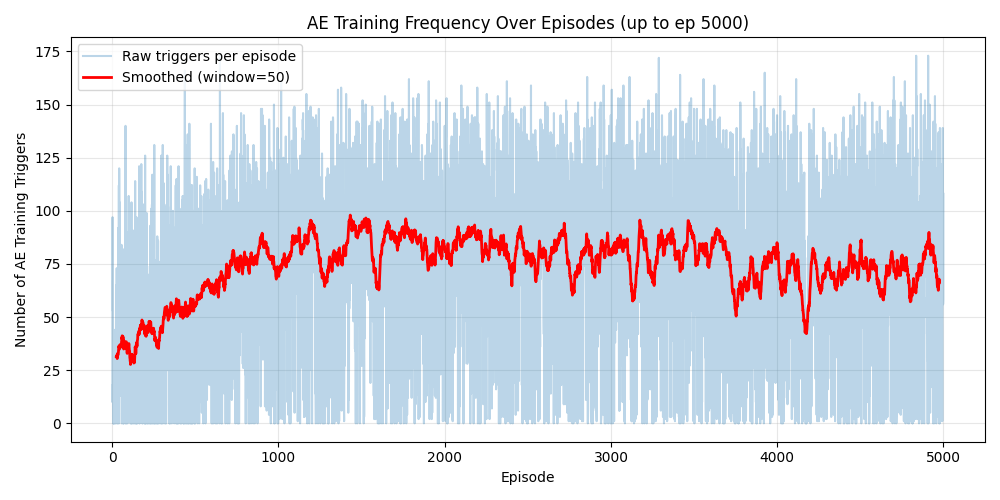 AE Training Frequency Over Episodes (up to ep 5000)
Raw triggers per episode
Smoothed (window=50)
Number of AE Training Triggers
175
150
125
100
75
50
25
0
0 1000 2000 3000 4000 5000
Episode